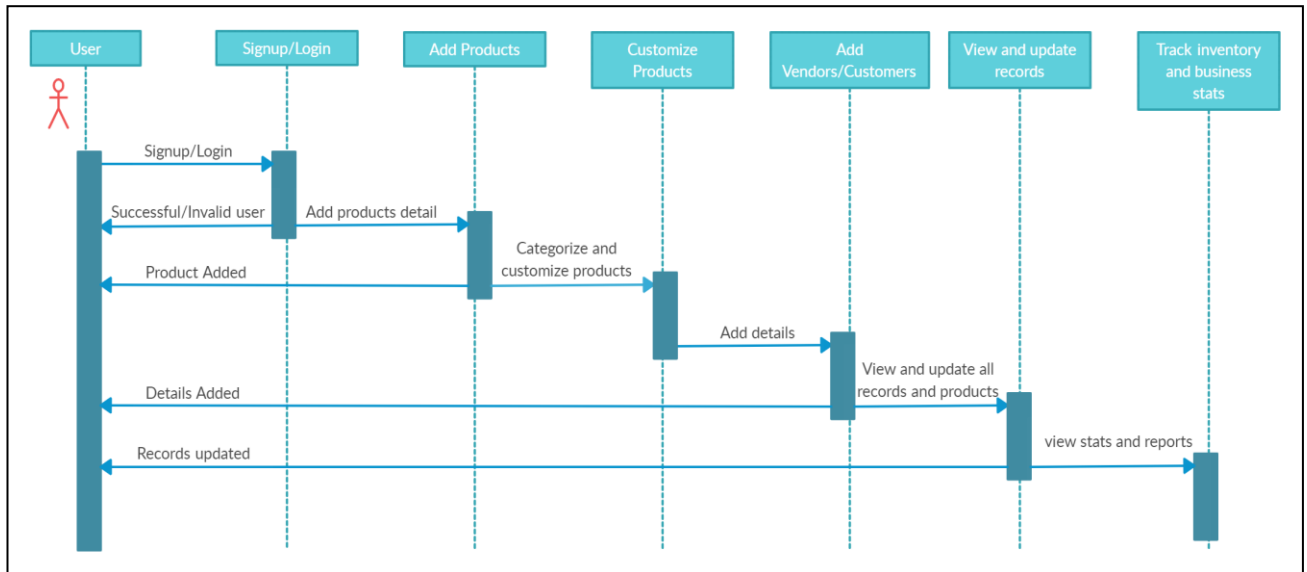 User
Signup/Login
Add Products
Customize
Products
Add
Vendors/Customers
View and update
records
Track inventory
and business
stats
Signup/Login
Successful/Invalid user
Add products detail
Categorize and
customize products
Product Added
Add details
View and update all
records and products
Details Added
view stats and reports
Records updated